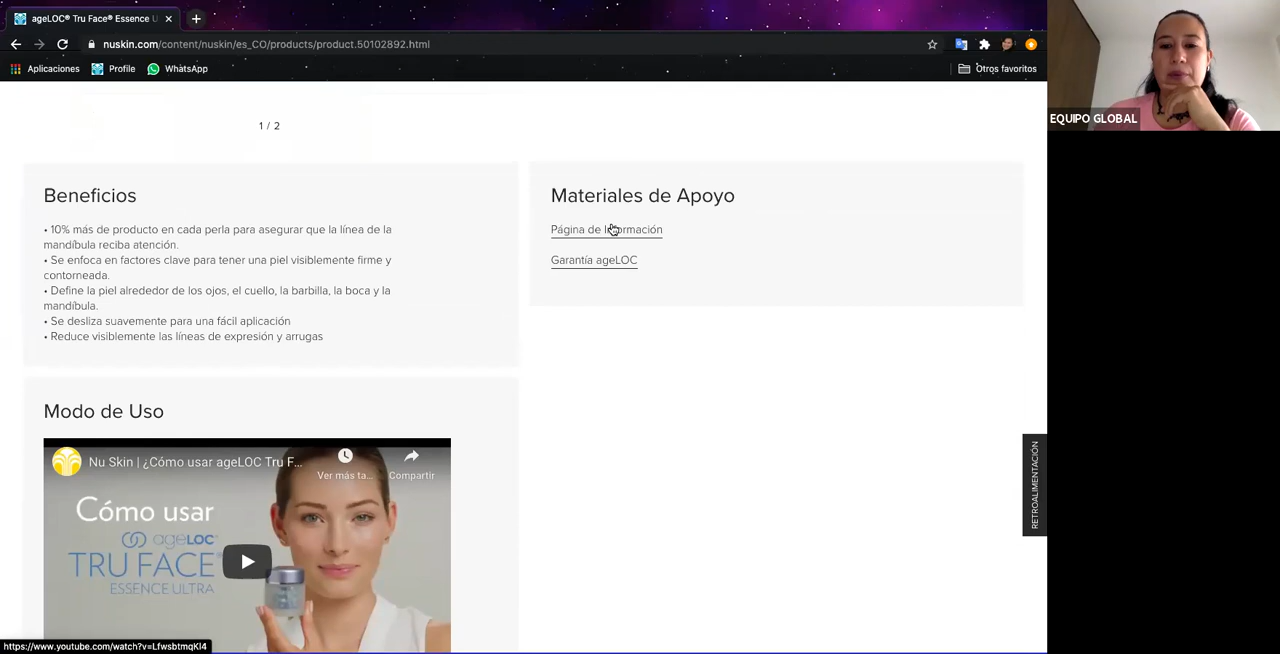 ageLOC® Tru Face® Essence U
nuskin.com/content/nuskin/es_CO/products/product.50102892.html
Aplicaciones
Profile
WhatsApp
Otros favoritos
EQUIPO GLOBAL
1 / 2
Beneficios
• 10% más de producto en cada perla para asegurar que la línea de la
mandíbula reciba atención.
• Se enfoca en factores clave para tener una piel visiblemente firme y
contorneada.
• Define la piel alrededor de los ojos, el cuello, la barbilla, la boca y la
mandíbula.
• Se desliza suavemente para una fácil aplicación
• Reduce visiblemente las líneas de expresión y arrugas
Materiales de Apoyo
Página de Información
Garantía ageLOC
Modo de Uso
Nu Skin | ¿Cómo usar ageLOC Tru F...
Ver más ta...
Compartir
Cómo usar
ageLOC
TRU FACE®
ESSENCE ULTRA
RETROALIMENTACIÓN
https://www.youtube.com/watch?v=LfwsbtmqKl4